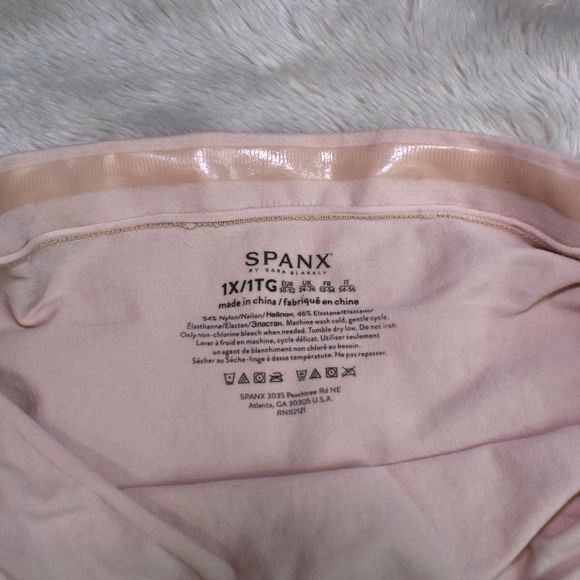 SPANX®
BY SARA BLAKELY
1X/1TG EUR 50-52 UK 24-26 FR 52-54 IT 54-56
made in china / fabriqué en chine
54% Nylon/Nailon/ Нейлон, 46% Elastane/Elastano/
Élasthanne/Elastan/Эластан. Machine wash cold, gentle cycle.
Only non-chlorine bleach when needed. Tumble dry low. Do not iron.
Laver à froid en machine, cycle délicat. Utiliser seulement
un agent de blanchiment non chloré au besoin.
Sécher au Sèche-linge à dasse température. Ne pas repasser.
SPANX 3035 Peachtree Rd NE
Atlanta, GA 30305 U.S.A.
RN112121